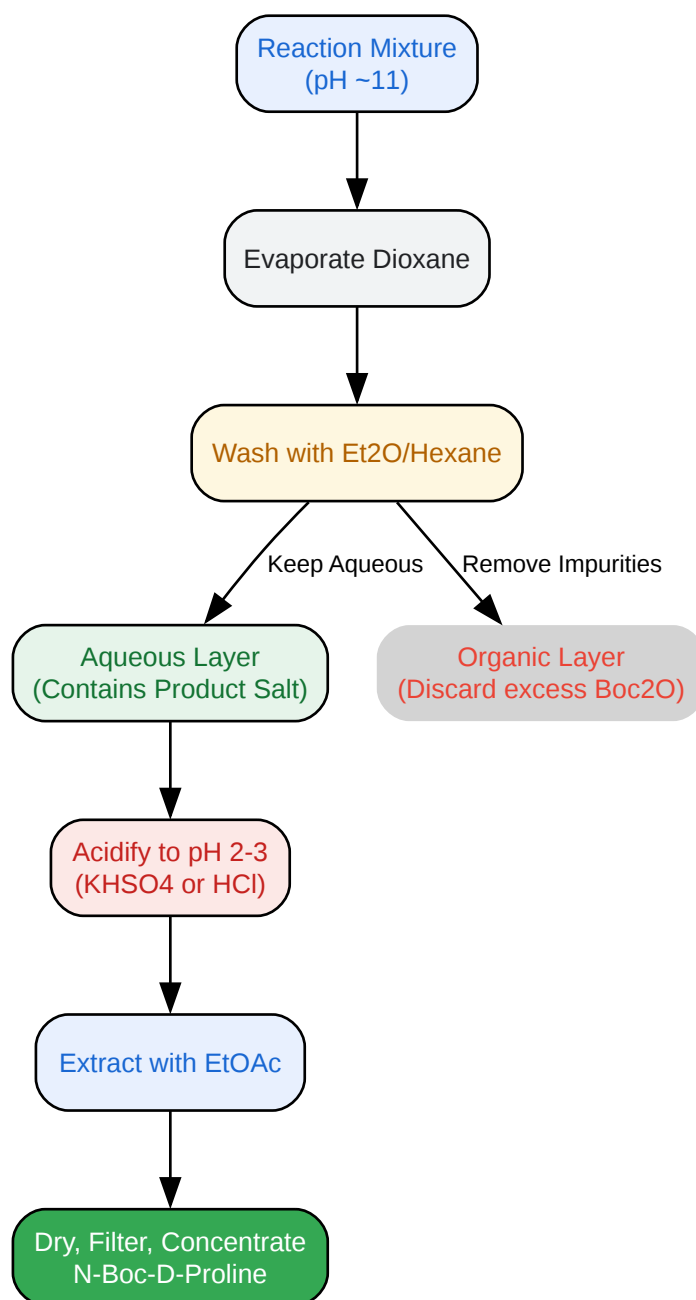 Reaction Mixture
(pH ~11)
Evaporate Dioxane
Wash with Et2O/Hexane
Keep Aqueous
Remove Impurities
Aqueous Layer
(Contains Product Salt)
Organic Layer
(Discard excess Boc2O)
Acidify to pH 2-3
(KHSO4 or HCl)
Extract with EtOAc
Dry, Filter, Concentrate
N-Boc-D-Proline